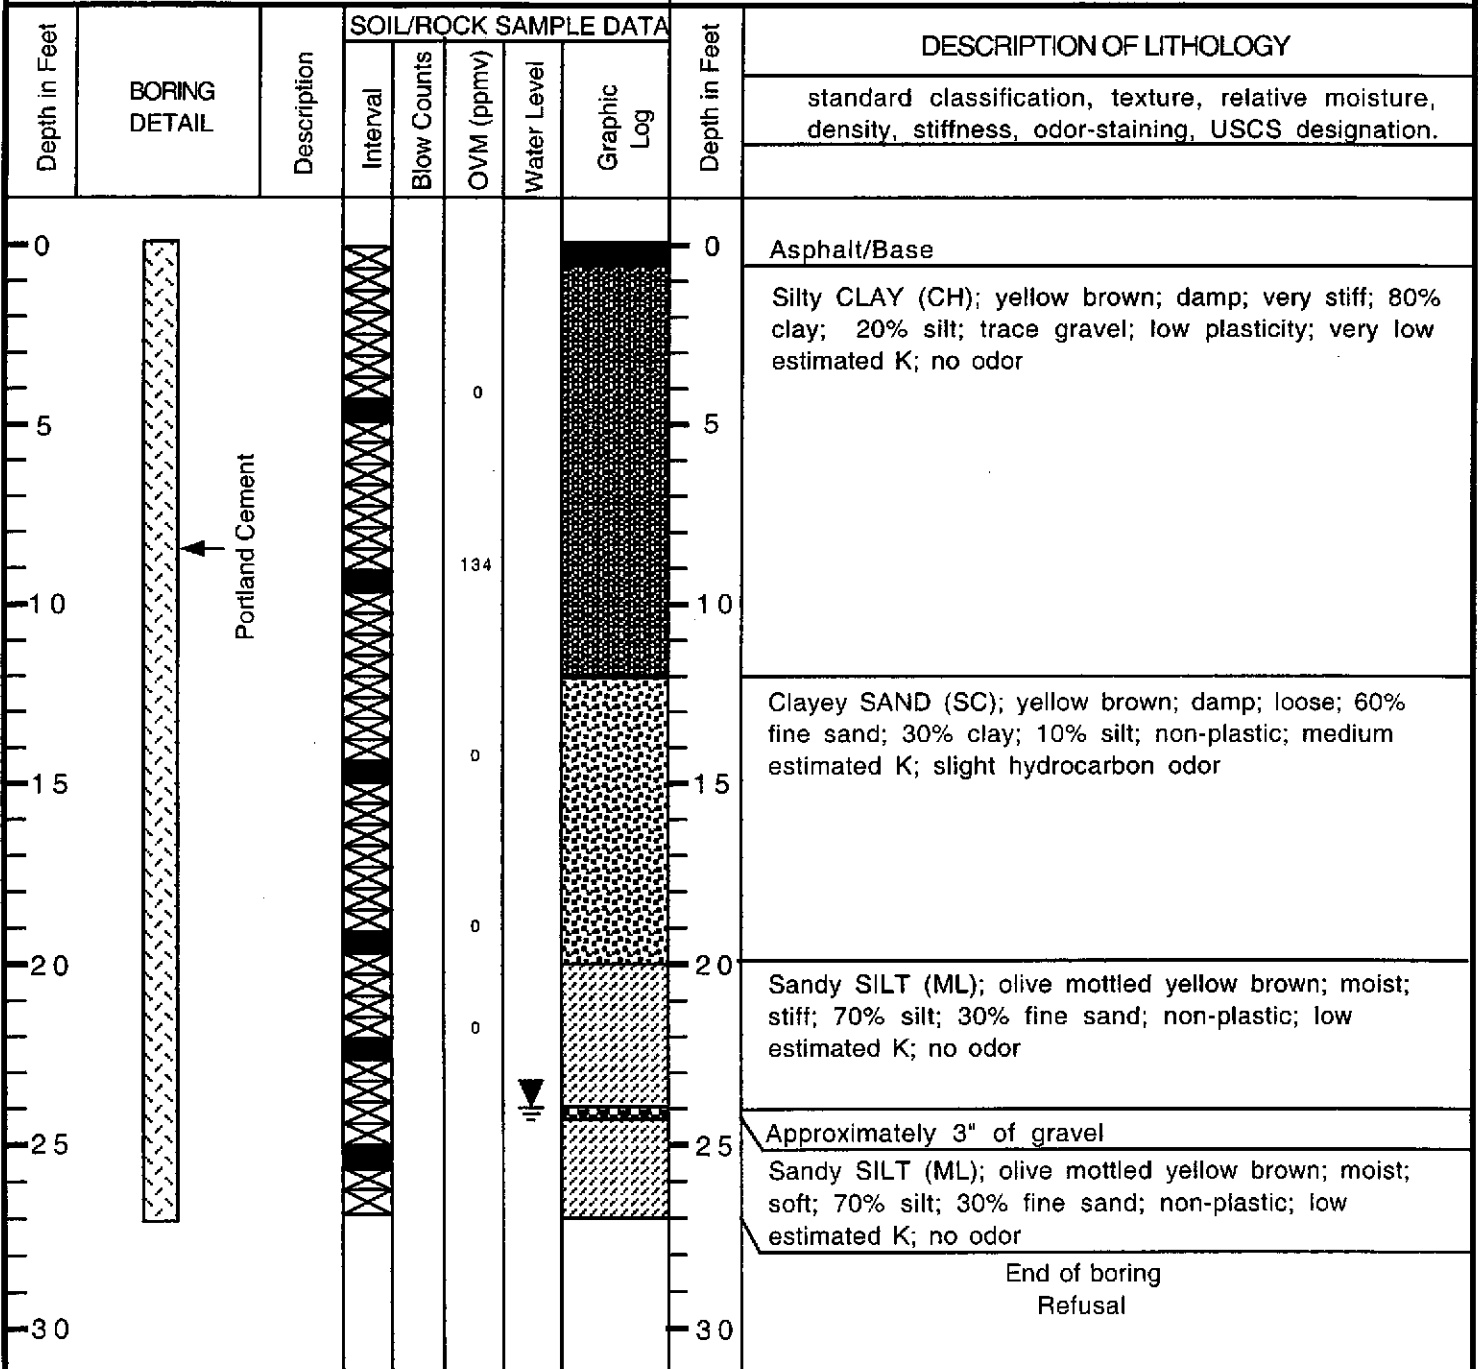 SOIL/ROCK SAMPLE DATA
Depth in Feet
BORING
DETAIL
Description
Interval
Blow Counts
OVM (ppmv)
Water Level
Graphic
Log
Depth in Feet
DESCRIPTION OF LITHOLOGY
standard classification, texture, relative moisture,
density, stiffness, odor-staining, USCS designation.
0
0
Asphalt/Base
Silty CLAY (CH); yellow brown; damp; very stiff; 80%
clay; 20% silt; trace gravel; low plasticity; very low
estimated K; no odor
0
5
5
Portland Cement
134
10
10
Clayey SAND (SC); yellow brown; damp; loose; 60%
fine sand; 30% clay; 10% silt; non-plastic; medium
estimated K; slight hydrocarbon odor
0
15
15
0
20
20
Sandy SILT (ML); olive mottled yellow brown; moist;
stiff; 70% silt; 30% fine sand; non-plastic; low
estimated K; no odor
0
Approximately 3" of gravel
25
25
Sandy SILT (ML); olive mottled yellow brown; moist;
soft; 70% silt; 30% fine sand; non-plastic; low
estimated K; no odor
End of boring
Refusal
30
30